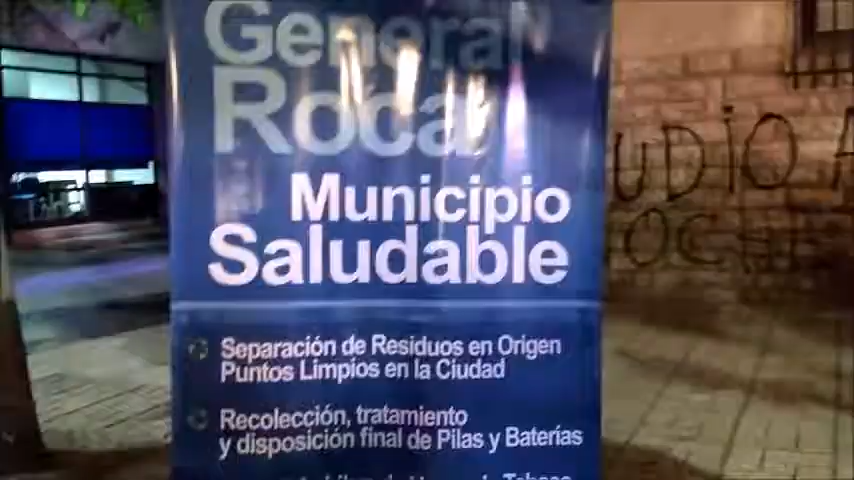 General
Roca
Municipio
Saludable
Separación de Residuos en Origen
Puntos Limpios en la Ciudad
Recolección, tratamiento
y disposición final de Pilas y Baterías
UDiO A